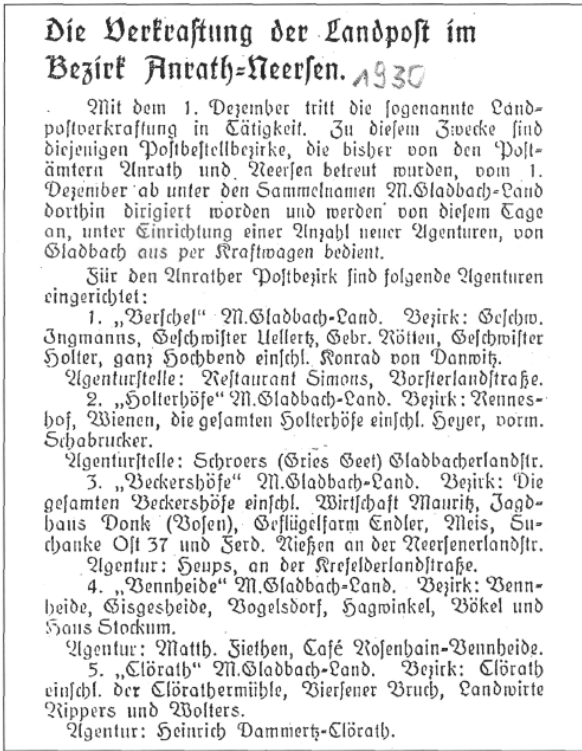 Die Verkraftung der Landpost im
Bezirk Anrath-Neersen. 1930
Mit dem 1. Dezember tritt die sogenannte Land-
postverkraftung in Tätigkeit. Zu diesem Zwecke sind
diejenigen Postbestellbezirke, die bisher von den Post-
ämtern Anrath und Neersen betreut wurden, vom 1.
Dezember ab unter den Sammelnamen M.Gladbach-Land
dorthin dirigiert worden und werden von diesem Tage
an, unter Einrichtung einer Anzahl neuer Agenturen, von
Gladbach aus per Kraftwagen bedient.
Für den Anrather Postbezirk sind folgende Agenturen
eingerichtet:
1. „Berschel“ M.Gladbach-Land. Bezirk: Geschw.
Ingmanns, Geschwister Uellertz, Gebr. Nötten, Geschwister
Holter, ganz Hochbend einschl. Konrad von Danwitz.
Agenturstelle: Restaurant Simons, Vorsterlandstraße.
2. „Holterhöfe“ M.Gladbach-Land. Bezirk: Rennes-
hof, Wienen, die gesamten Holterhöfe einschl. Heyer, vorm.
Schabrucker.
Agenturstelle: Schroers (Gries Geet) Gladbacherlandstr.
3. „Beckershöfe“ M.Gladbach-Land. Bezirk: Die
gesamten Beckershöfe einschl. Wirtschaft Mauritz, Jagd-
haus Donk (Vosen), Geflügelfarm Endler, Meis, Su-
chanke Ost 37 und Ferd. Nießen an der Neersenerlandstr.
Agentur: Heups, an der Krefelderlandstraße.
4. „Vennheide“ M.Gladbach-Land. Bezirk: Venn-
heide, Gisgesheide, Vogelsdorf, Hagwinkel, Bökel und
Haus Stockum.
Agentur: Matth. Fiethen, Café Rosenhain-Vennheide.
5. „Clörath“ M.Gladbach-Land. Bezirk: Clörath
einschl. der Clörathermühle, Viersener Bruch, Landwirte
Rippers und Wolters.
Agentur: Heinrich Dammertz-Clörath.